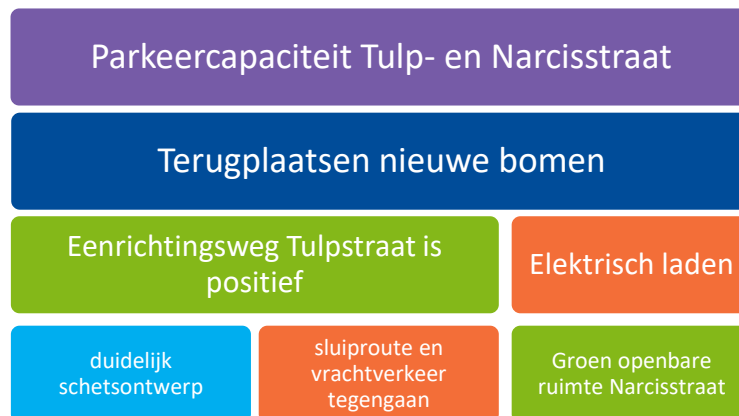 Parkeercapaciteit Tulp- en Narcisstraat
Terugplaatsen nieuwe bomen
Eenrichtingsweg Tulpstraat is
positief
Elektrisch laden
duidelijk
schetsontwerp
sluiproute en
vrachtverkeer
tegengaan
Groen openbare
ruimte Narcisstraat